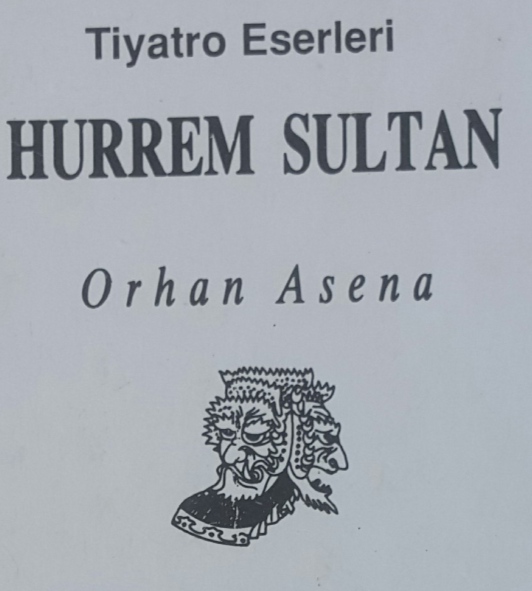 Tiyatro Eserleri
HURREM SULTAN
Orhan Asena